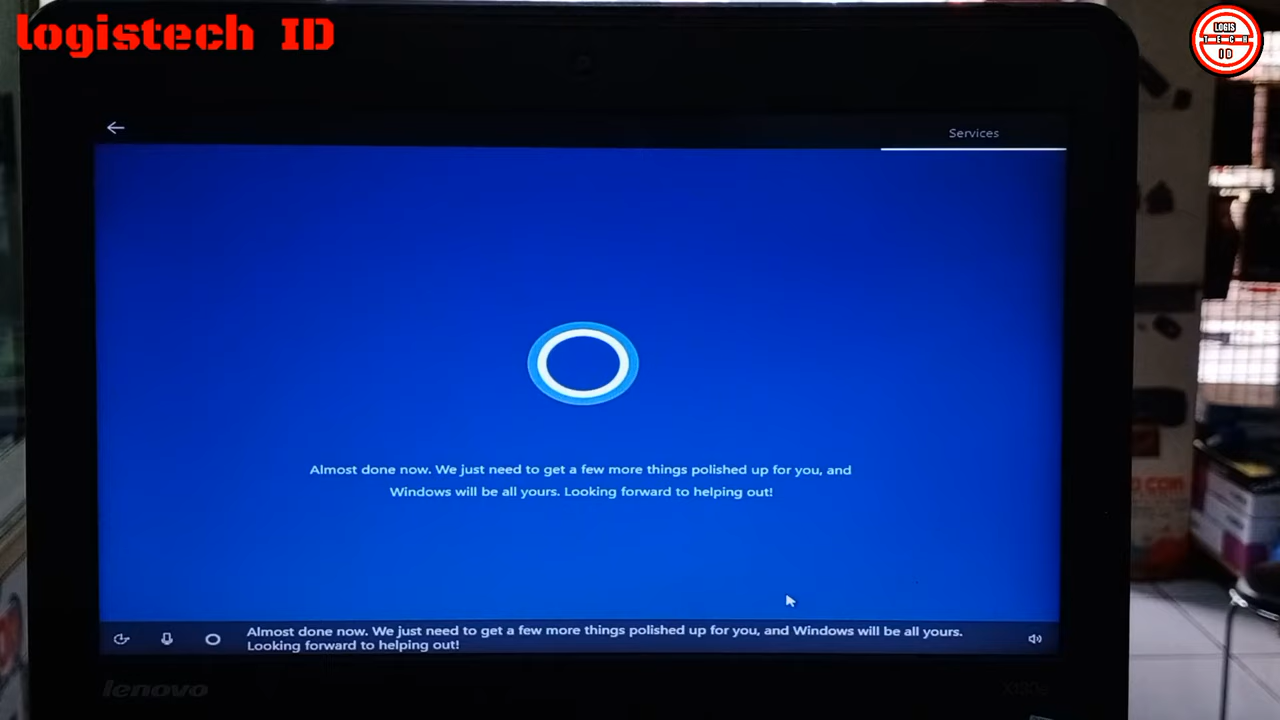 logistech ID
LOGIS
TECH
ID
Services
Almost done now. We just need to get a few more things polished up for you, and
Windows will be all yours. Looking forward to helping out!
Almost done now. We just need to get a few more things polished up for you, and Windows will be all yours.
Looking forward to helping out!
lenovo
X130e